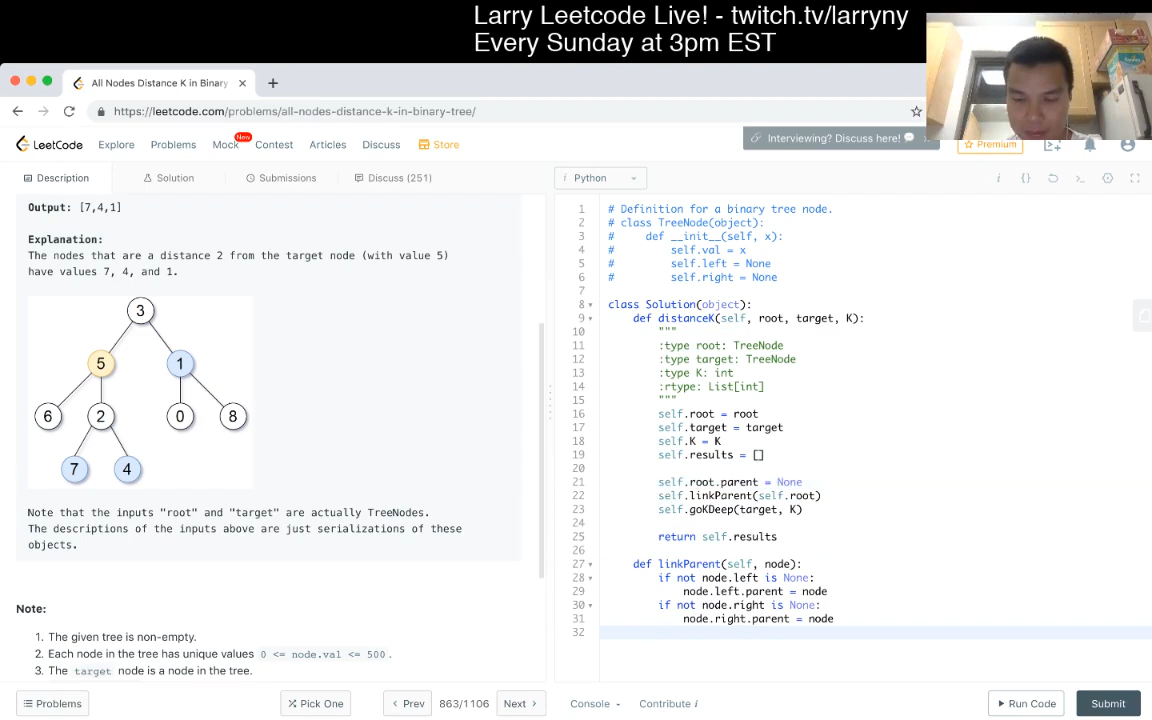 Larry Leetcode Live! - twitch.tv/larryny
Every Sunday at 3pm EST
All Nodes Distance K in Binary
https://leetcode.com/problems/all-nodes-distance-k-in-binary-tree/
LeetCode Explore Problems Mock New Contest Articles Discuss Store
Interviewing? Discuss here! Premium
Description Solution Submissions Discuss (251)
i Python
Output: [7,4,1]
Explanation:
The nodes that are a distance 2 from the target node (with value 5)
have values 7, 4, and 1.
3
5 1
6 2 0 8
7 4
Note that the inputs "root" and "target" are actually TreeNodes.
The descriptions of the inputs above are just serializations of these
objects.
Note:
1. The given tree is non-empty.
2. Each node in the tree has unique values 0 <= node.val <= 500.
3. The target node is a node in the tree.
1 # Definition for a binary tree node.
2 # class TreeNode(object):
3 #     def __init__(self, x):
4 #         self.val = x
5 #         self.left = None
6 #         self.right = None
7
8 class Solution(object):
9     def distanceK(self, root, target, K):
10         """
11         :type root: TreeNode
12         :type target: TreeNode
13         :type K: int
14         :rtype: List[int]
15         """
16         self.root = root
17         self.target = target
18         self.K = K
19         self.results = []
20
21         self.root.parent = None
22         self.linkParent(self.root)
23         self.goKDeep(target, K)
24
25         return self.results
26
27     def linkParent(self, node):
28         if not node.left is None:
29             node.left.parent = node
30         if not node.right is None:
31             node.right.parent = node
32
Problems Pick One Prev 863/1106 Next Console Contribute i Run Code Submit